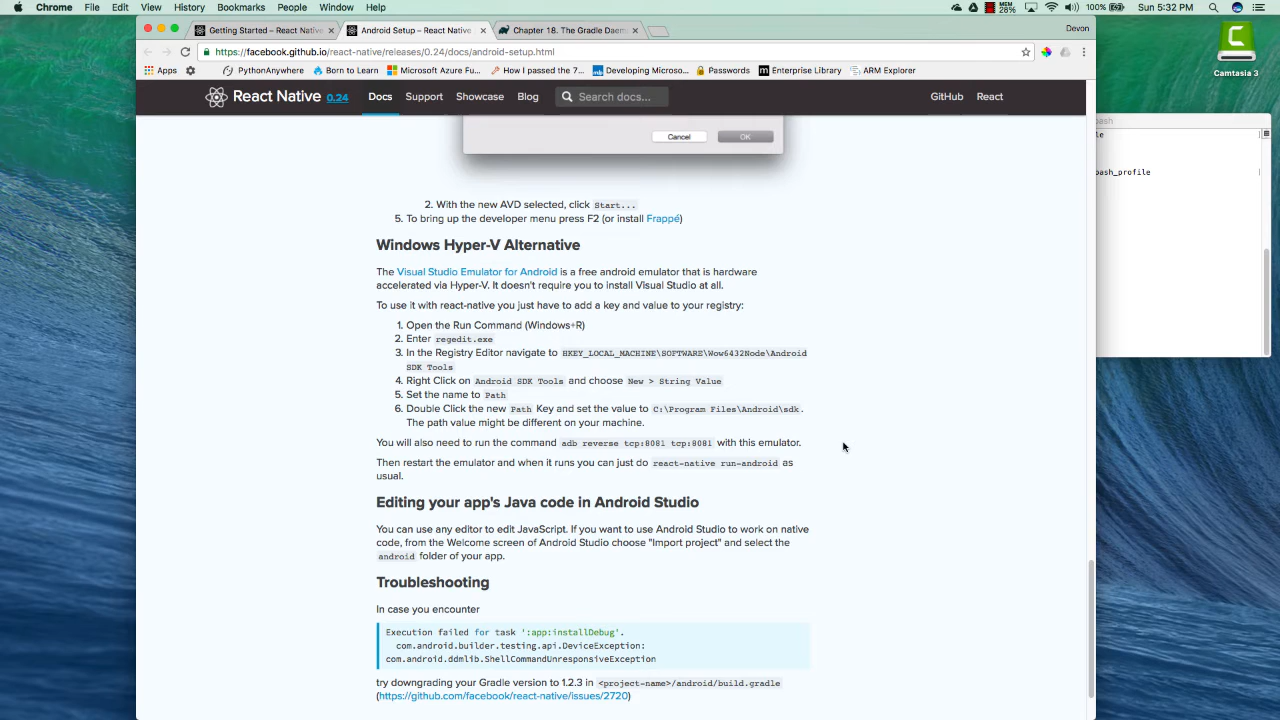 Chrome File Edit View History Bookmarks People Window Help MEM 28% 100% Sun 5:32 PM
Getting Started – React Native × Android Setup – React Native × Chapter 18. The Gradle Daem × Devon
https://facebook.github.io/react-native/releases/0.24/docs/android-setup.html
Apps PythonAnywhere Born to Learn Microsoft Azure Fu... How I passed the 7... Developing Microso... Passwords Enterprise Library ARM Explorer
React Native 0.24 Docs Support Showcase Blog Search docs... GitHub React
Cancel OK
2. With the new AVD selected, click Start...
5. To bring up the developer menu press F2 (or install Frappé)
Windows Hyper-V Alternative
The Visual Studio Emulator for Android is a free android emulator that is hardware
accelerated via Hyper-V. It doesn't require you to install Visual Studio at all.
To use it with react-native you just have to add a key and value to your registry:
1. Open the Run Command (Windows+R)
2. Enter regedit.exe
3. In the Registry Editor navigate to HKEY_LOCAL_MACHINE\SOFTWARE\Wow6432Node\Android
SDK Tools
4. Right Click on Android SDK Tools and choose New > String Value
5. Set the name to Path
6. Double Click the new Path Key and set the value to C:\Program Files\Android\sdk.
The path value might be different on your machine.
You will also need to run the command adb reverse tcp:8081 tcp:8081 with this emulator.
Then restart the emulator and when it runs you can just do react-native run-android as
usual.
Editing your app's Java code in Android Studio
You can use any editor to edit JavaScript. If you want to use Android Studio to work on native
code, from the Welcome screen of Android Studio choose "Import project" and select the
android folder of your app.
Troubleshooting
In case you encounter
Execution failed for task ':app:installDebug'.
com.android.builder.testing.api.DeviceException:
com.android.ddmlib.ShellCommandUnresponsiveException
try downgrading your Gradle version to 1.2.3 in <project-name>/android/build.gradle
(https://github.com/facebook/react-native/issues/2720)
Camtasia 3
bash
le
bash_profile